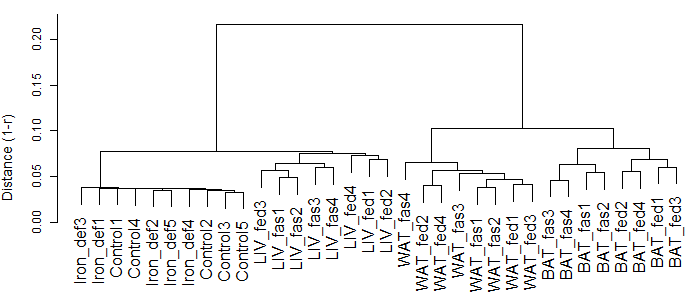 Distance (1-r)
0.00
0.05
0.10
0.15
0.20
Iron_def3
Iron_def1
Control1
Control4
Iron_def2
Iron_def5
Iron_def4
Control2
Control3
Control5
LIV_fed3
LIV_fas1
LIV_fas2
LIV_fas3
LIV_fas4
LIV_fed4
LIV_fed1
LIV_fed2
WAT_fas4
WAT_fed2
WAT_fed4
WAT_fas3
WAT_fas1
WAT_fas2
WAT_fed1
WAT_fed3
BAT_fas3
BAT_fas4
BAT_fas1
BAT_fas2
BAT_fed2
BAT_fed4
BAT_fed1
BAT_fed3